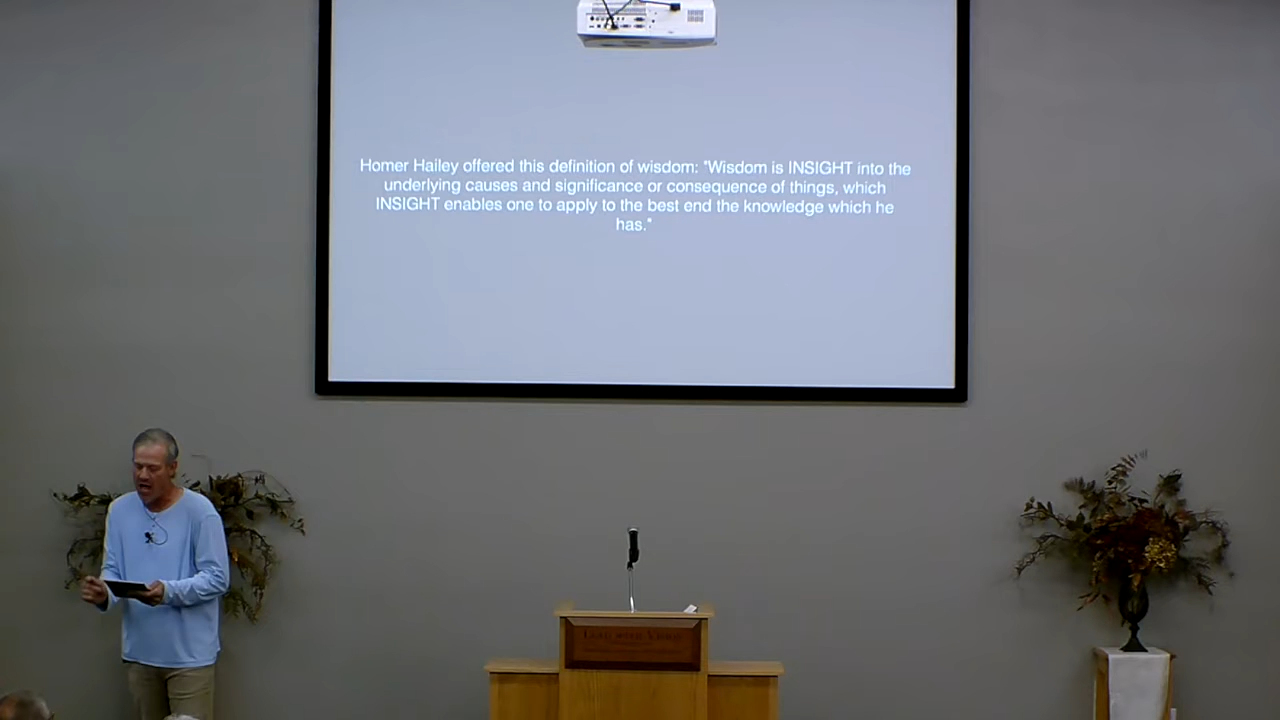 Homer Hailey offered this definition of wisdom: "Wisdom is INSIGHT into the
underlying causes and significance or consequence of things, which
INSIGHT enables one to apply to the best end the knowledge which he
has."